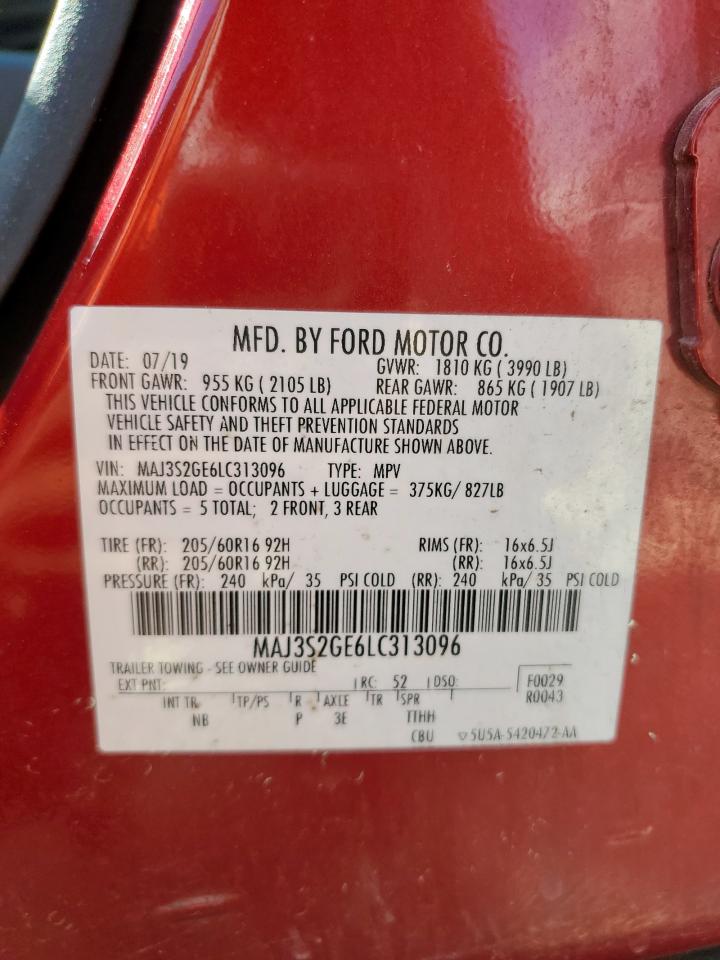 MFD. BY FORD MOTOR CO.
DATE: 07/19 GVWR: 1810 KG ( 3990 LB)
FRONT GAWR: 955 KG ( 2105 LB) REAR GAWR: 865 KG ( 1907 LB)
THIS VEHICLE CONFORMS TO ALL APPLICABLE FEDERAL MOTOR
VEHICLE SAFETY AND THEFT PREVENTION STANDARDS
IN EFFECT ON THE DATE OF MANUFACTURE SHOWN ABOVE.
VIN: MAJ3S2GE6LC313096 TYPE: MPV
MAXIMUM LOAD = OCCUPANTS + LUGGAGE = 375KG/ 827LB
OCCUPANTS = 5 TOTAL; 2 FRONT, 3 REAR
TIRE (FR): 205/60R16 92H RIMS (FR): 16x6.5J
(RR): 205/60R16 92H (RR): 16x6.5J
PRESSURE (FR): 240 kPa/ 35 PSI COLD (RR): 240 kPa/ 35 PSI COLD
MAJ3S2GE6LC313096
TRAILER TOWING - SEE OWNER GUIDE
EXT PNT: RC: 52 DSO: F0029
R0043
INT TR TP/PS R AXLE TR SPR
NB P 3E TTHH
CBU 5U5A-5420472-AA